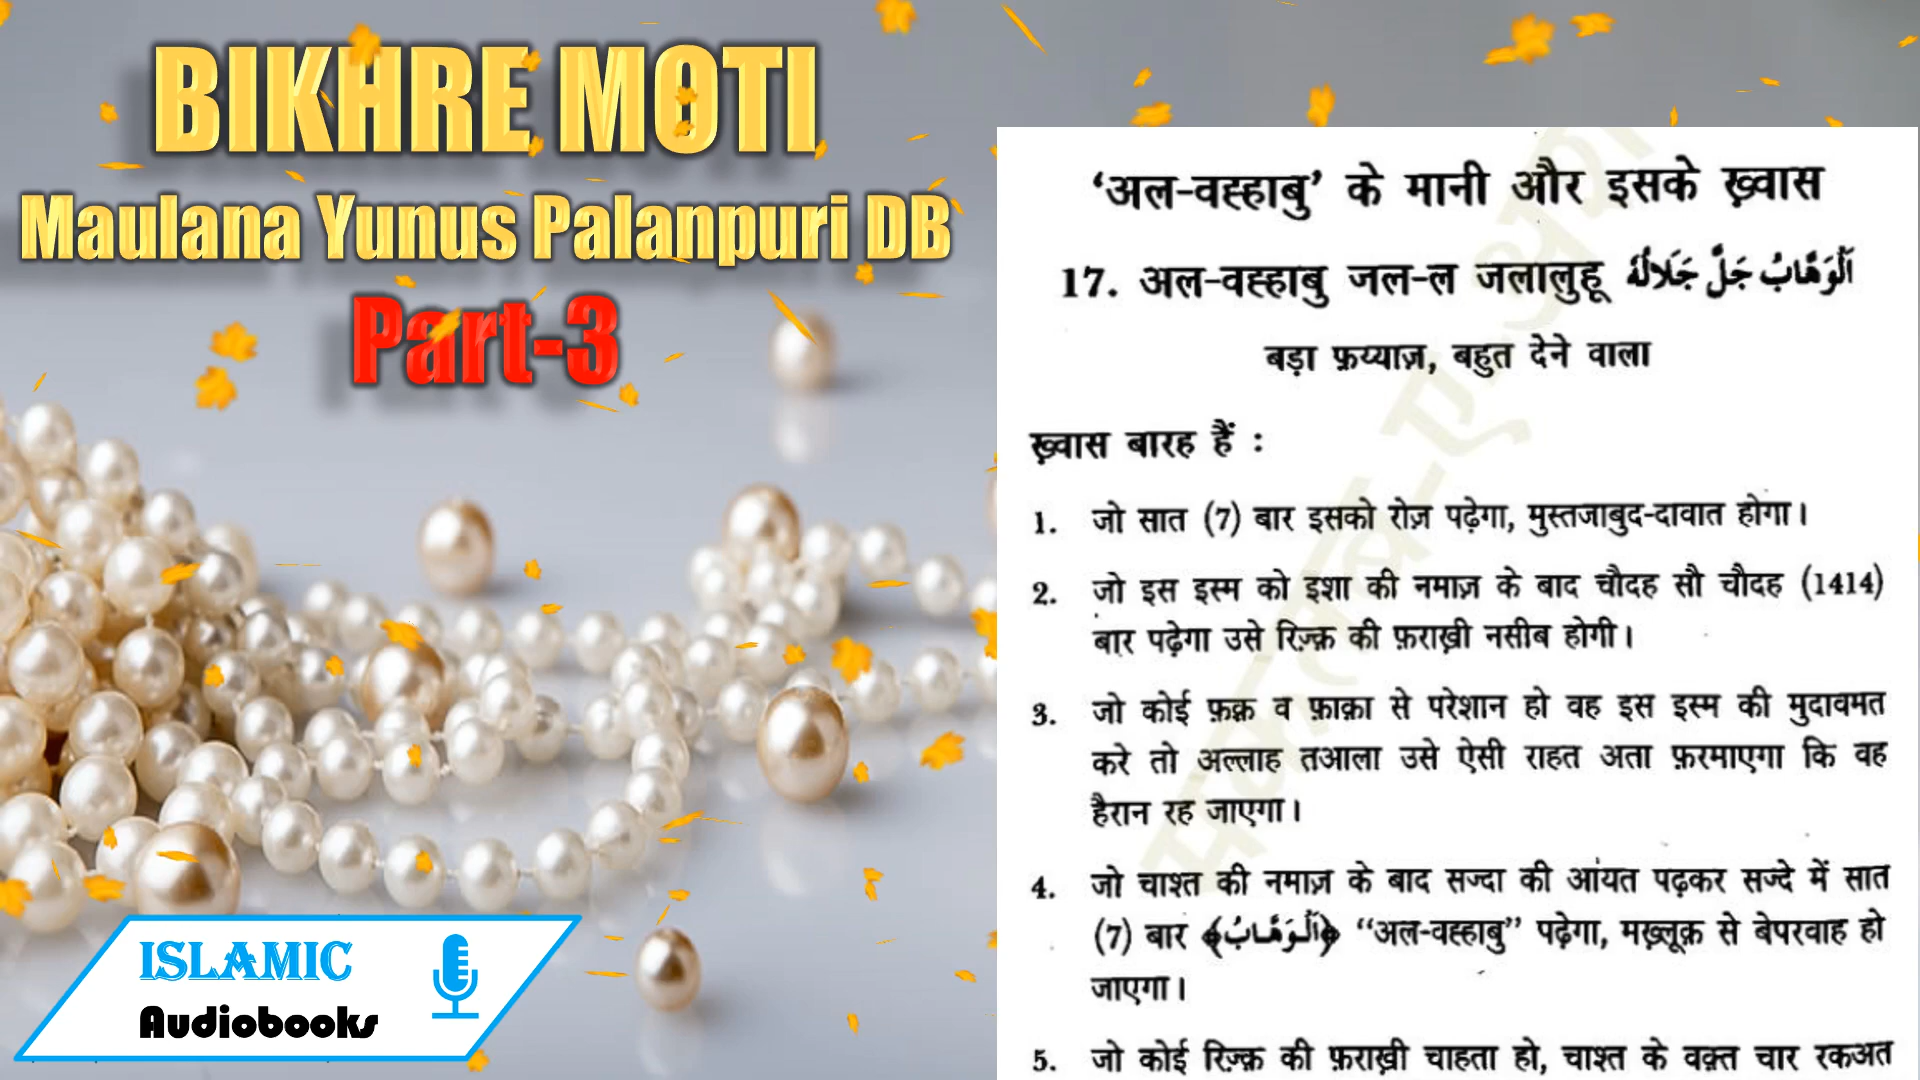 BIKHRE MOTI
Maulana Yunus Palanpuri DB
Part-3
ISLAMIC
Audiobooks
‘अल-वह्हाबु’ के मानी और इसके ख़्वास
17. अल-वह्हाबु जल-ल जलालुहू اَلْوَهَّابُ جَلَّ جَلَالُهٗ
बड़ा फ़य्याज़, बहुत देने वाला
ख़्वास बारह हैं :
1. जो सात (7) बार इसको रोज़ पढ़ेगा, मुस्तजाबुद-दावात होगा।
2. जो इस इस्म को इशा की नमाज़ के बाद चौदह सौ चौदह (1414)
बार पढ़ेगा उसे रिज़्क़ की फ़राख़ी नसीब होगी।
3. जो कोई फ़क़्र व फ़ाक़ा से परेशान हो वह इस इस्म की मुदावमत
करे तो अल्लाह तआला उसे ऐसी राहत अता फ़रमाएगा कि वह
हैरान रह जाएगा।
4. जो चाश्त की नमाज़ के बाद सज्दा की आयत पढ़कर सज्दे में सात
(7) बार ﴿اَلْوَهَّابُ﴾ “अल-वह्हाबु” पढ़ेगा, मख़्लूक़ से बेपरवाह हो
जाएगा।
5. जो कोई रिज़्क़ की फ़राख़ी चाहता हो, चाश्त के वक़्त चार रकअत